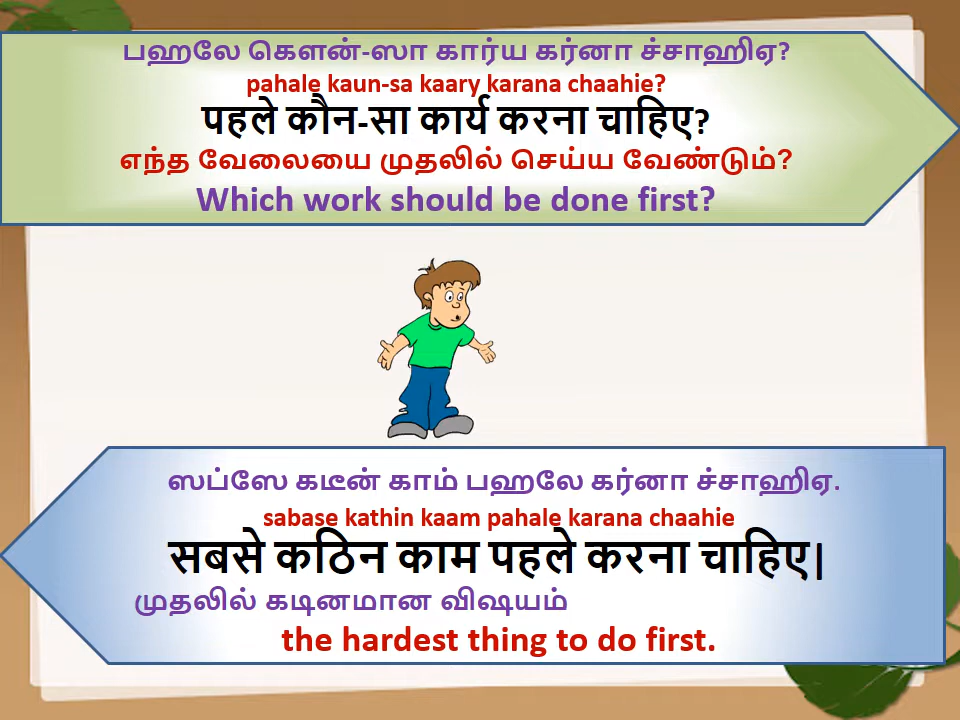 பஹலே கௌன்-ஸா கார்ய கர்னா ச்சாஹிஏ?
pahale kaun-sa kaary karana chaahie?
पहले कौन-सा कार्य करना चाहिए?
எந்த வேலையை முதலில் செய்ய வேண்டும்?
Which work should be done first?
ஸப்ஸே கடீன் காம் பஹலே கர்னா ச்சாஹிஏ.
sabase kathin kaam pahale karana chaahie
सबसे कठिन काम पहले करना चाहिए|
முதலில் கடினமான விஷயம்
the hardest thing to do first.